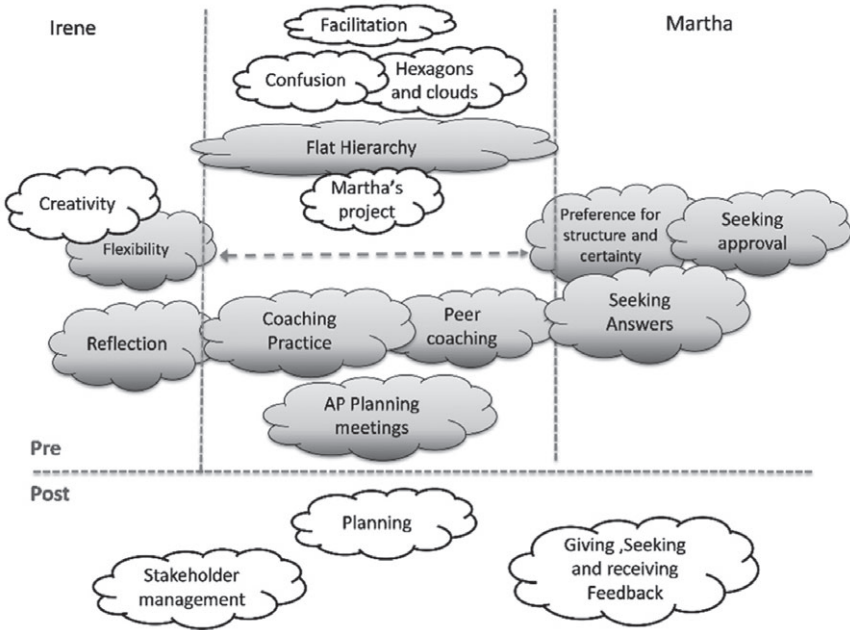 Irene
Martha
Facilitation
Confusion
Hexagons
and clouds
Flat Hierarchy
Martha's
project
Creativity
Flexibility
Preference for
structure and
certainty
Seeking
approval
Reflection
Coaching
Practice
Peer
coaching
Seeking
Answers
AP Planning
meetings
Pre
Post
Planning
Stakeholder
management
Giving ,Seeking
and receiving
Feedback